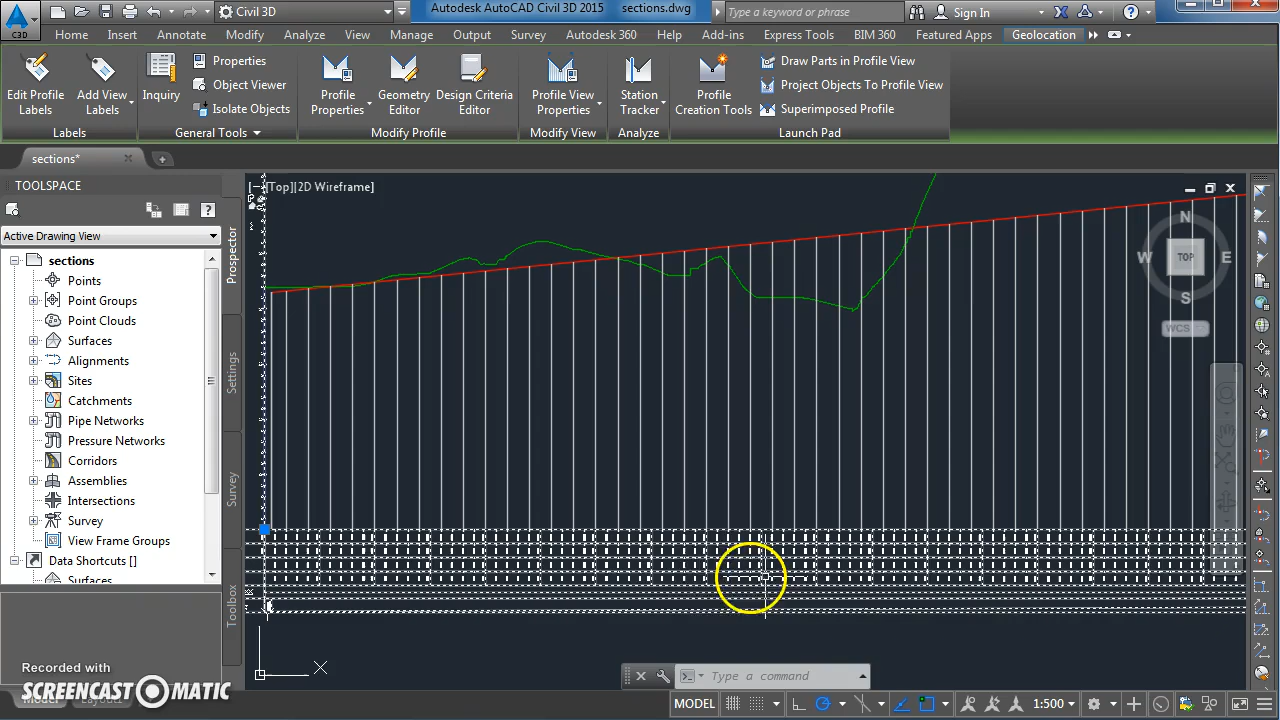 Civil 3D
Autodesk AutoCAD Civil 3D 2015 sections.dwg
Type a keyword or phrase
Sign In
C3D
Home Insert Annotate Modify Analyze View Manage Output Survey Autodesk 360 Help Add-ins Express Tools BIM 360 Featured Apps Geolocation
Edit Profile Labels
Add View Labels
Labels
Inquiry
Properties
Object Viewer
Isolate Objects
General Tools
Profile Properties
Geometry Editor
Design Criteria Editor
Modify Profile
Profile View Properties
Modify View
Station Tracker
Analyze
Profile Creation Tools
Draw Parts in Profile View
Project Objects To Profile View
Superimposed Profile
Launch Pad
sections*
TOOLSPACE
Active Drawing View
sections
Points
Point Groups
Point Clouds
Surfaces
Alignments
Sites
Catchments
Pipe Networks
Pressure Networks
Corridors
Assemblies
Intersections
Survey
View Frame Groups
Data Shortcuts []
Surfaces
Prospector
Settings
Survey
Toolbox
[—][Top][2D Wireframe]
N
W TOP E
S
WCS
Type a command
Recorded with
SCREENCAST MATIC
Model Layout1
MODEL
1:500